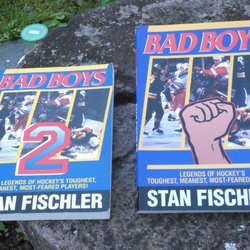 BAD BOYS
2
LEGENDS OF HOCKEY'S
TOUGHEST, MEANEST, MOST-FEARED PLAYERS!
STAN FISCHLER
BAD BOYS
LEGENDS OF HOCKEY'S
TOUGHEST, MEANEST, MOST-FEARED
STAN FISCH